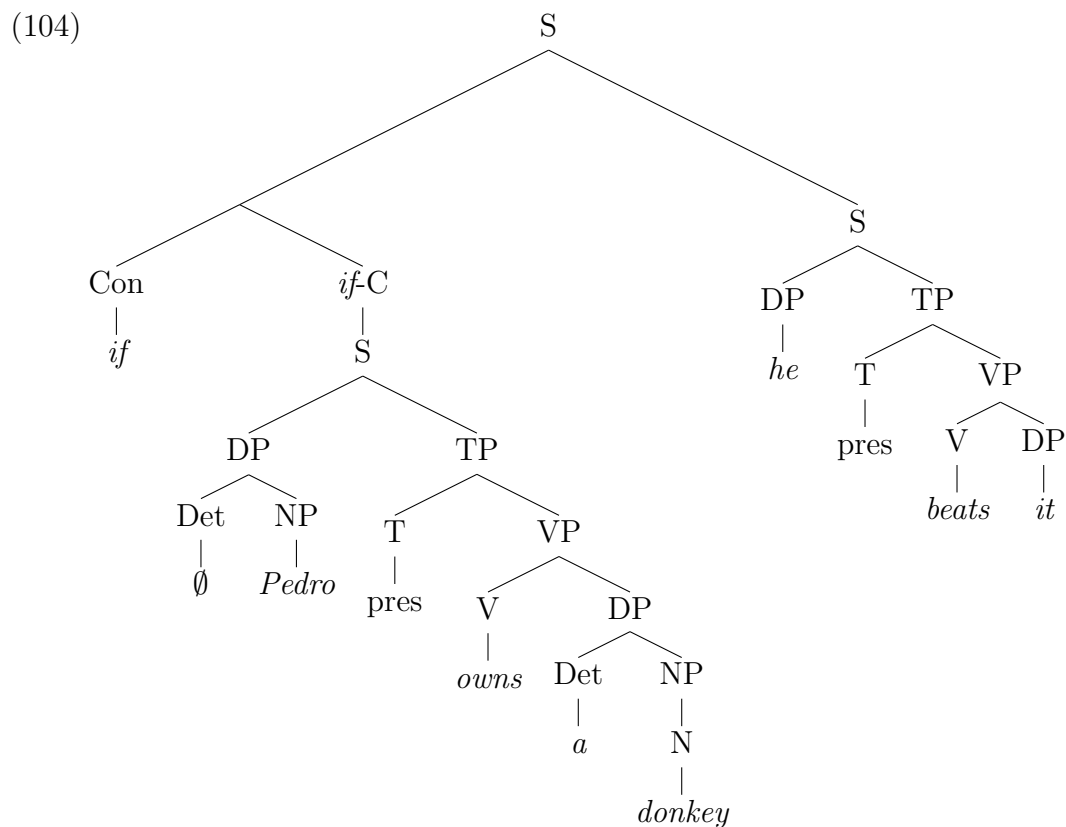 (104) S
S
Con if-C DP TP
if S he T VP
DP TP pres V DP
Det NP T VP beats it
∅ Pedro pres V DP
owns Det NP
a N
donkey